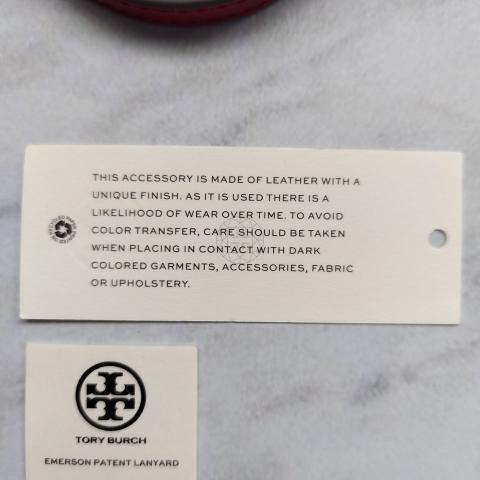 THIS ACCESSORY IS MADE OF LEATHER WITH A
UNIQUE FINISH. AS IT IS USED THERE IS A
LIKELIHOOD OF WEAR OVER TIME. TO AVOID
COLOR TRANSFER, CARE SHOULD BE TAKEN
WHEN PLACING IN CONTACT WITH DARK
COLORED GARMENTS, ACCESSORIES, FABRIC
OR UPHOLSTERY.
TORY BURCH
EMERSON PATENT LANYARD